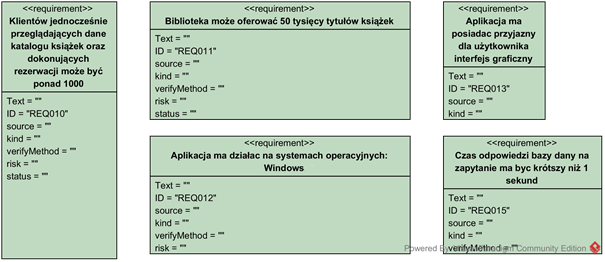 <<requirement>>
Klientów jednocześnie
przeglądających dane
katalogu książek oraz
dokonujących
rezerwacji może być
ponad 1000
Text = ""
ID = "REQ010"
source = ""
kind = ""
verifyMethod = ""
risk = ""
status = ""
<<requirement>>
Biblioteka może oferować 50 tysięcy tytułów książek
Text = ""
ID = "REQ011"
source = ""
kind = ""
verifyMethod = ""
risk = ""
status = ""
<<requirement>>
Aplikacja ma
posiadac przyjazny
dla użytkownika
interfejs graficzny
Text = ""
ID = "REQ013"
source = ""
kind = ""
<<requirement>>
Aplikacja ma działac na systemach operacyjnych:
Windows
Text = ""
ID = "REQ012"
source = ""
kind = ""
verifyMethod = ""
risk = ""
<<requirement>>
Czas odpowiedzi bazy dany na
zapytanie ma byc krótszy niż 1
sekund
Text = ""
ID = "REQ015"
source = ""
kind = ""
verifyMethod = ""
Powered By Visual Paradigm Community Edition